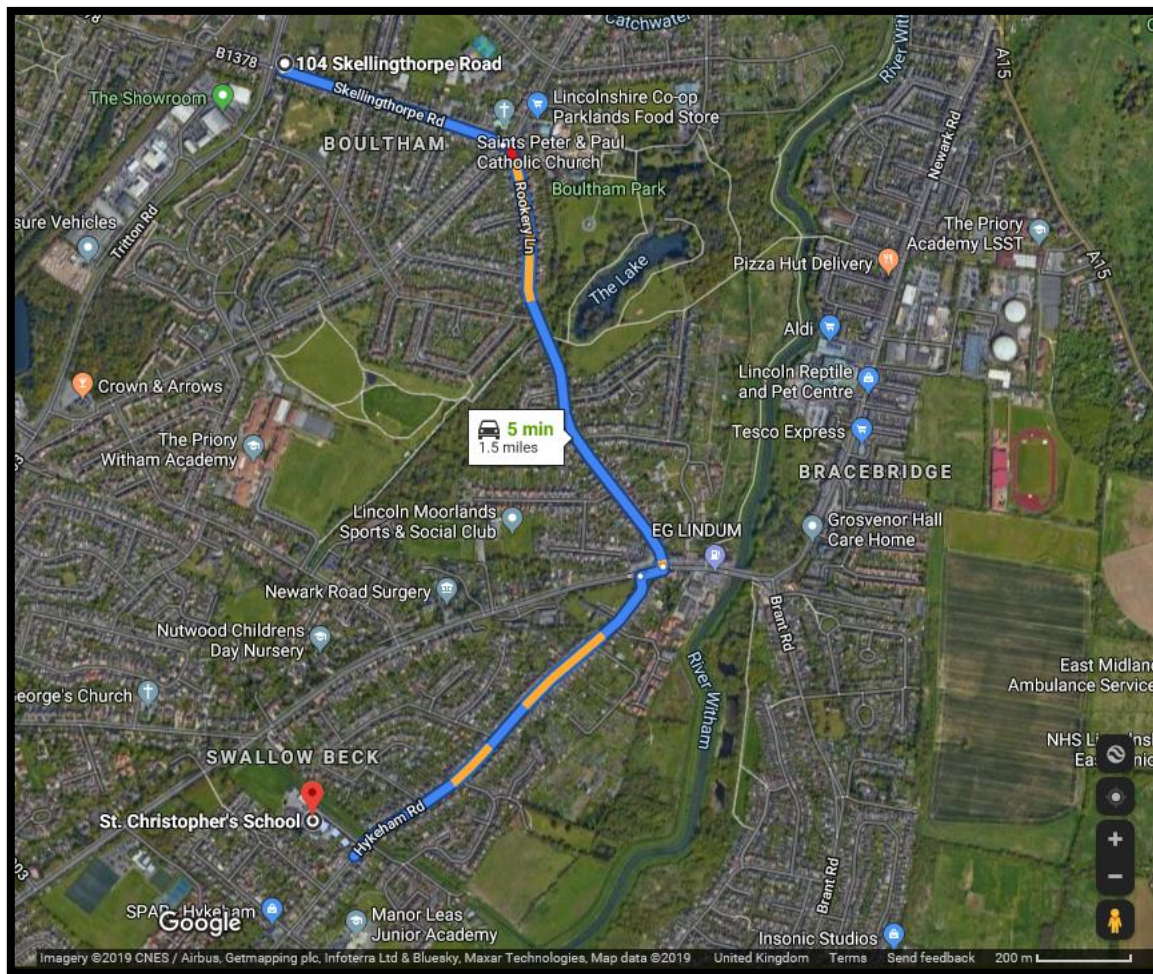 Catchwater
B1378
104 Skellingthorpe Road
A15
River With
The Showroom
Skellingthorpe Rd
Lincolnshire Co-op
Parklands Food Store
BOULTHAM
Saints Peter & Paul
Catholic Church
Newark Rd
Rookery Ln
Boultham Park
sure Vehicles
Tritton Rd
The Priory
Academy LSST
A15
Pizza Hut Delivery
The Lake
Aldi
Crown & Arrows
Lincoln Reptile
and Pet Centre
5 min
1.5 miles
The Priory
Witham Academy
Tesco Express
BRACEBRIDGE
Lincoln Moorlands
Sports & Social Club
EG LINDUM
Grosvenor Hall
Care Home
Newark Road Surgery
Brant Rd
Nutwood Childrens
Day Nursery
River Witham
East Midland
Ambulance Service
George's Church
SWALLOW BECK
St. Christopher's School
Hykeham Rd
Brant Rd
SPAR - Hykeham
Google
Manor Leas
Junior Academy
Insonic Studios
Imagery ©2019 CNES / Airbus, Getmapping plc, Infoterra Ltd & Bluesky, Maxar Technologies, Map data ©2019 United Kingdom Terms Send feedback 200 m